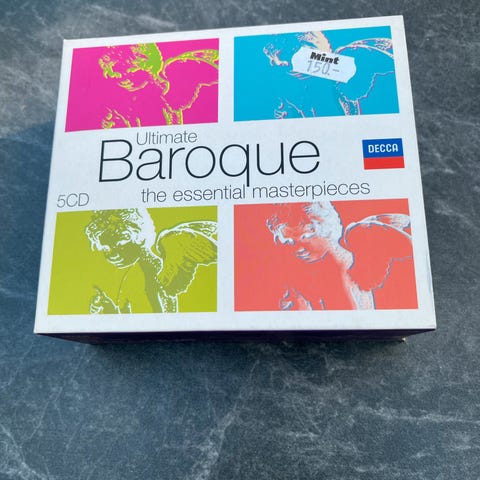 Mint
150.-
Ultimate
Baroque
DECCA
5CD
the essential masterpieces